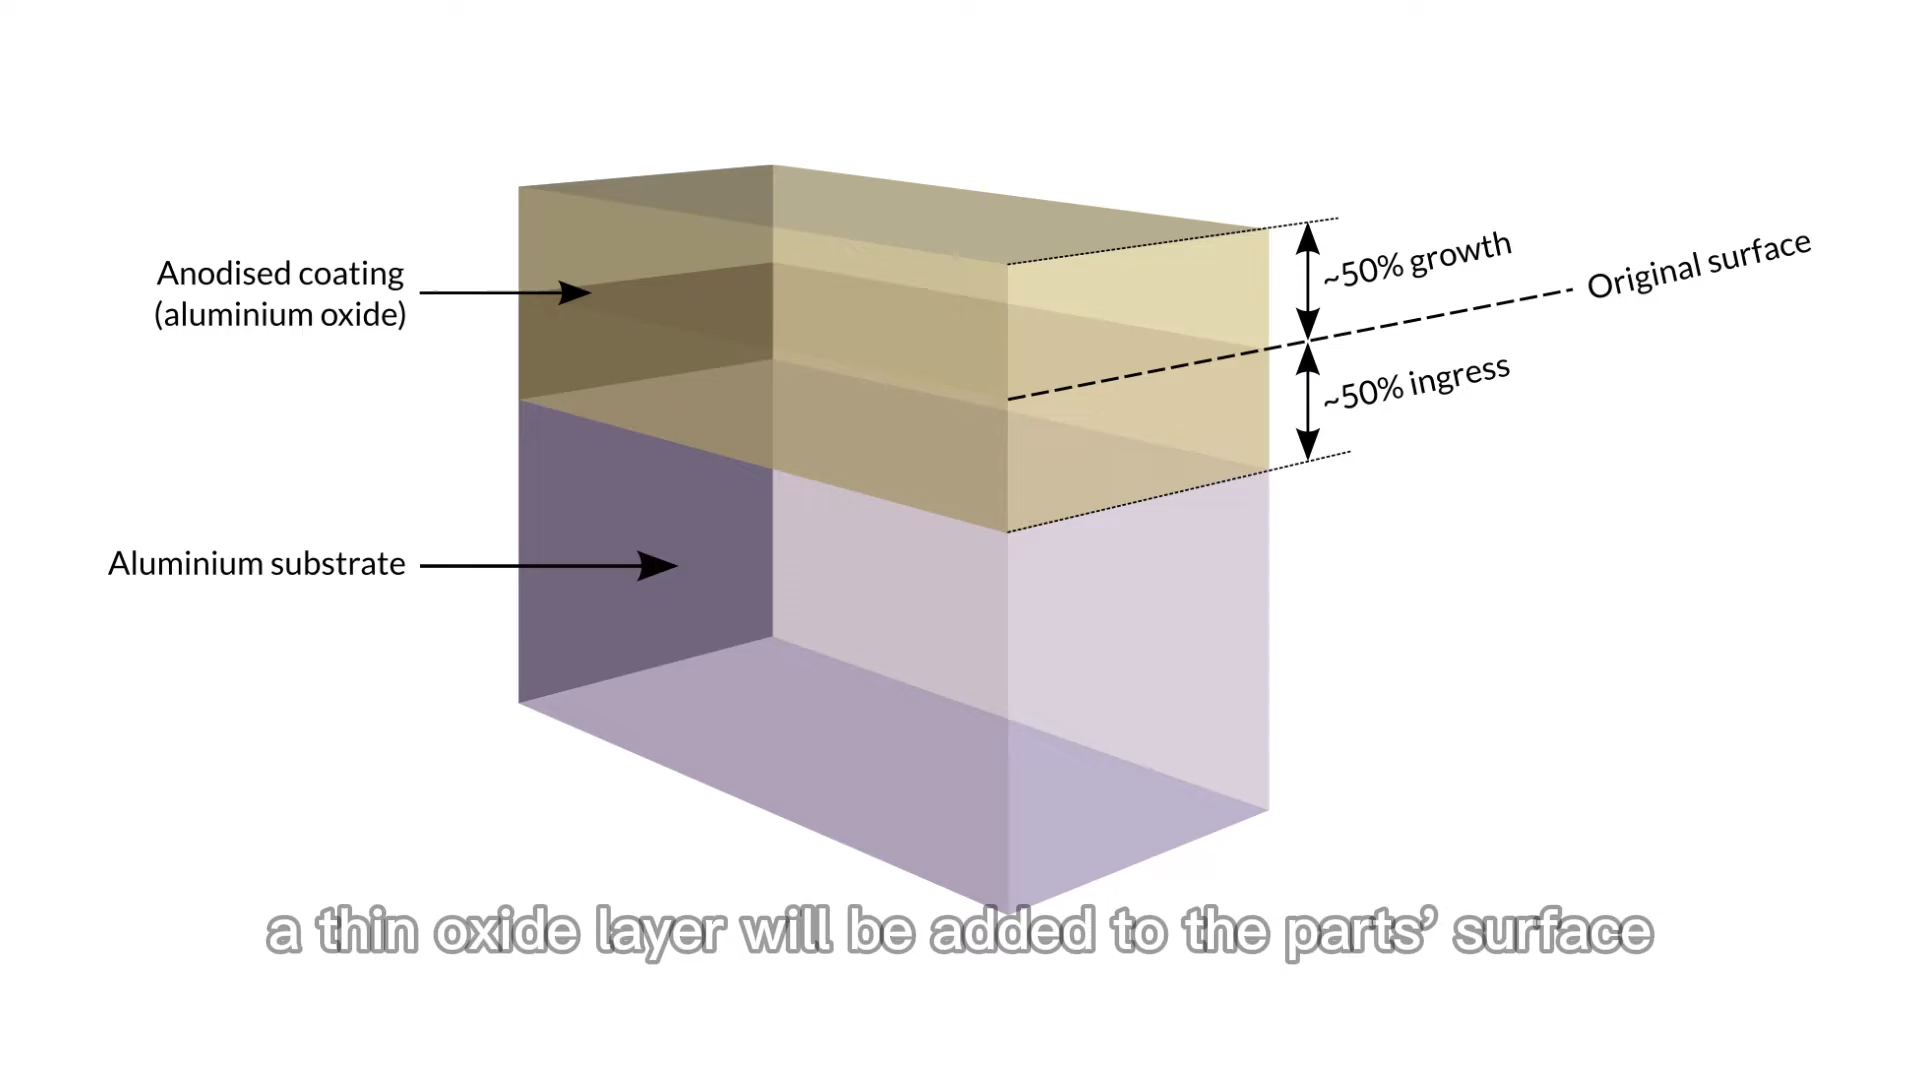 Anodised coating
(aluminium oxide)
~50% growth
Original surface
~50% ingress
Aluminium substrate
a thin oxide layer will be added to the parts’ surface